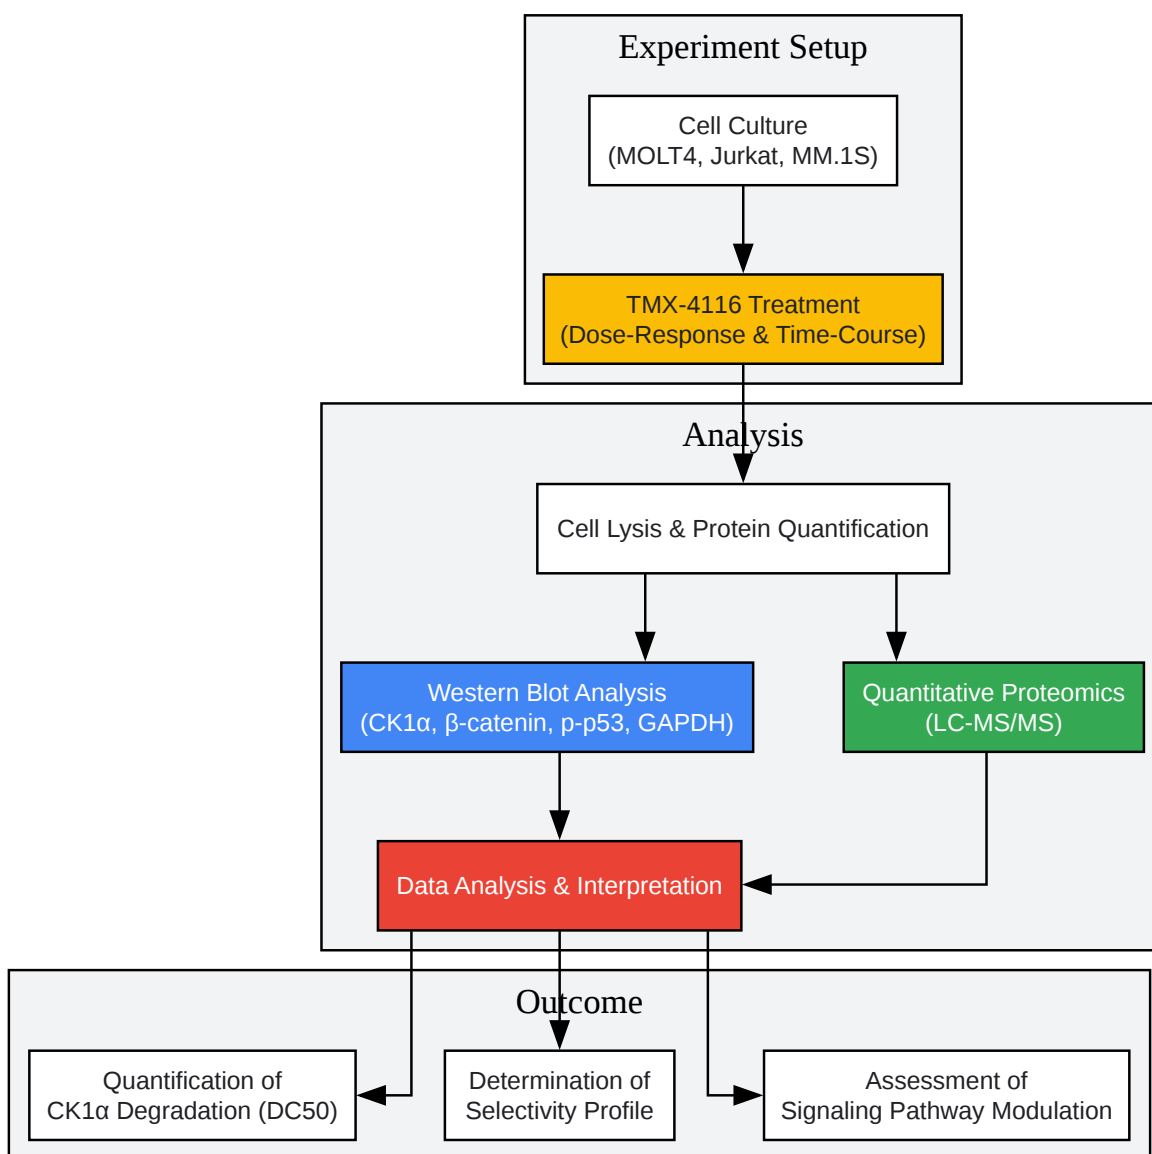 Experiment Setup
Cell Culture
(MOLT4, Jurkat, MM.1S)
TMX-4116 Treatment
(Dose-Response & Time-Course)
Analysis
Cell Lysis & Protein Quantification
Western Blot Analysis
(CK1α, β-catenin, p-p53, GAPDH)
Quantitative Proteomics
(LC-MS/MS)
Data Analysis & Interpretation
Outcome
Quantification of
CK1α Degradation (DC50)
Determination of
Selectivity Profile
Assessment of
Signaling Pathway Modulation